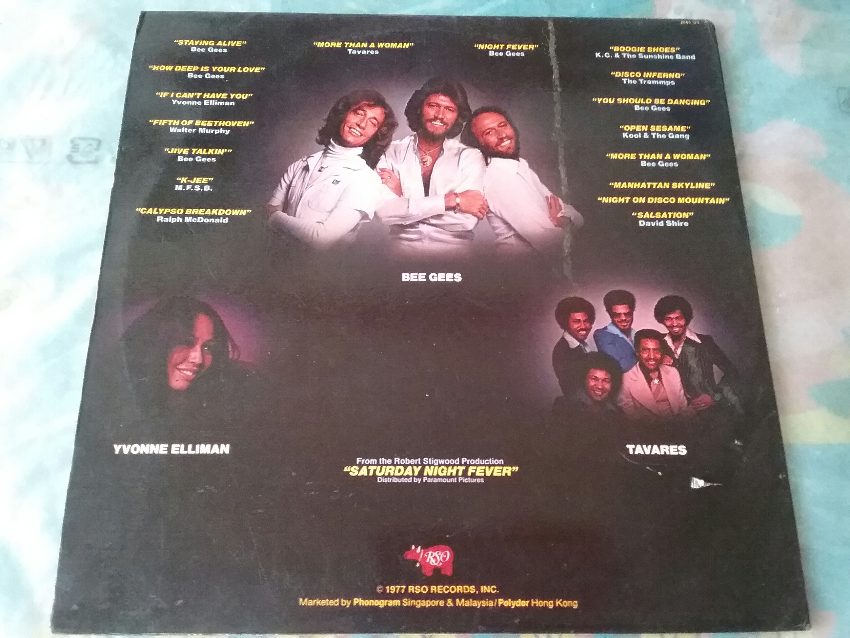 "STAYING ALIVE"
Bee Gees
"HOW DEEP IS YOUR LOVE"
Bee Gees
"IF I CAN'T HAVE YOU"
Yvonne Elliman
"FIFTH OF BEETHOVEN"
Walter Murphy
"JIVE TALKIN'"
Bee Gees
"K-JEE"
M.F.S.B.
"CALYPSO BREAKDOWN"
Ralph McDonald
"MORE THAN A WOMAN"
Tavares
"NIGHT FEVER"
Bee Gees
"BOOGIE SHOES"
K.C. & The Sunshine Band
"DISCO INFERNO"
The Trammps
"YOU SHOULD BE DANCING"
Bee Gees
"OPEN SESAME"
Kool & The Gang
"MORE THAN A WOMAN"
Bee Gees
"MANHATTAN SKYLINE"
"NIGHT ON DISCO MOUNTAIN"
"SALSATION"
David Shire
BEE GEES
YVONNE ELLIMAN
TAVARES
From the Robert Stigwood Production
"SATURDAY NIGHT FEVER"
Distributed by Paramount Pictures
RSO
© 1977 RSO RECORDS, INC.
Marketed by Phonogram Singapore & Malaysia/Polydor Hong Kong